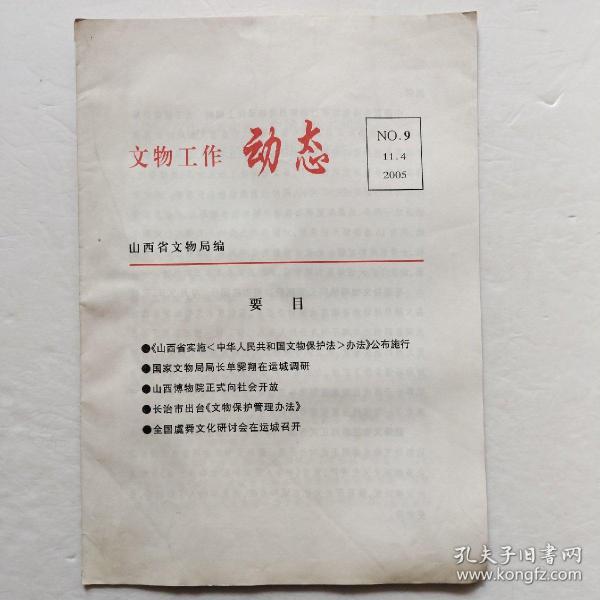 文物工作 动态
NO.9
11.4
2005
山西省文物局编
要 目
●《山西省实施<中华人民共和国文物保护法>办法》公布施行
●国家文物局局长单霁翔在运城调研
●山西博物院正式向社会开放
●长治市出台《文物保护管理办法》
●全国虞舜文化研讨会在运城召开
孔夫子旧书网
www.kongfz.com